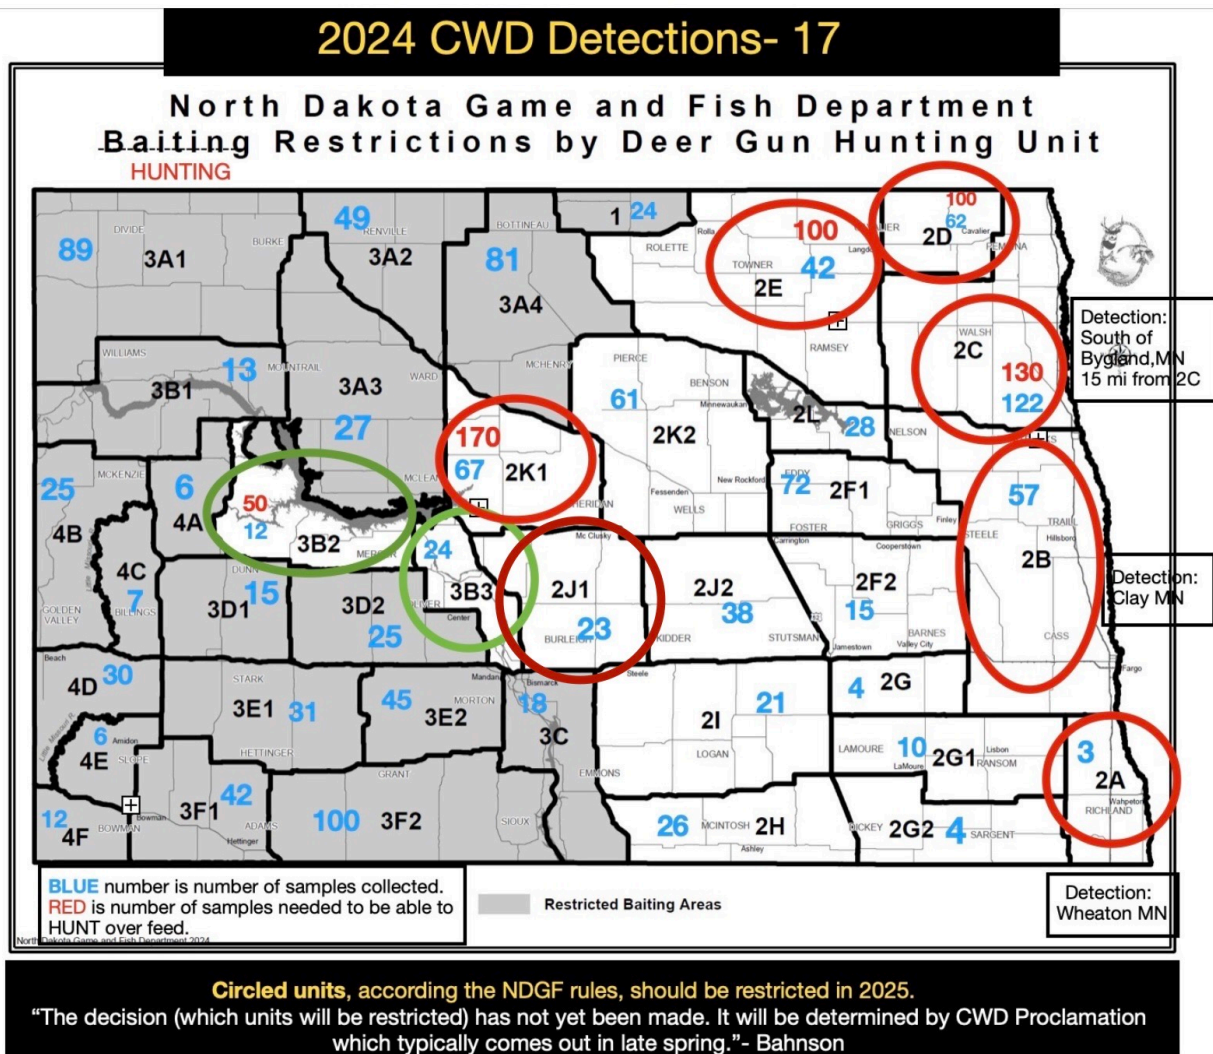 2024 CWD Detections- 17
North Dakota Game and Fish Department
Baiting Restrictions by Deer Gun Hunting Unit
HUNTING
89
DIVIDE
3A1
BURKE
49
RENVILLE
3A2
BOTTINEAU
81
3A4
1
24
Rolla
ROLETTE
TOWNER
100
42
2E
Langd
LIER
100
62
2D
Cavalier
PEMBINA
WALSH
2C
130
122
Detection:
South of
Bygland,MN
15 mi from 2C
WILLIAMS
13
3B1
MOUNTRAIL
3A3
WARD
27
MCHENRY
PIERCE
61
BENSON
Minnewaukan
2K2
RAMSEY
2L
28
NELSON
ES
170
67
2K1
MCLEAN
HERIDAN
Fessenden
WELLS
New Rockford
EDDY
72
2F1
FOSTER
GRIGGS
Finley
57
TRAILL
Hillsboro
STEELE
2B
CASS
Fargo
Detection:
Clay MN
25
4B
MCKENZIE
6
4A
50
12
3B2
MERCER
24
3B3
OLIVER
Center
Mc Clusky
2J1
BURLEIGH
23
2J2
38
KIDDER
STUTSMAN
Carrington
Cooperstown
2F2
15
BARNES
Valley City
Jamestown
4C
7
BILLINGS
GOLDEN
VALLEY
Little Missouri
DUNN
15
3D1
3D2
25
Beach
4D
30
STARK
3E1
31
HETTINGER
45
MORTON
3E2
Mandan
Bismarck
18
3C
EMMONS
Steele
2I
21
LOGAN
4
2G
LAMOURE
10
LaMoure
2G1
Lisbon
RANSOM
3
2A
Wahpeton
RICHLAND
Little Missouri R.
6
Amidon
4E
SLOPE
12
4F
BOWMAN
Bowman
3F1
42
ADAMS
Hettinger
GRANT
100
3F2
SIOUX
26
MCINTOSH
2H
Ashley
DICKEY
2G2
4
SARGENT
BLUE number is number of samples collected.
RED is number of samples needed to be able to
HUNT over feed.
North Dakota Game and Fish Department 2024
Restricted Baiting Areas
Detection:
Wheaton MN
Circled units, according the NDGF rules, should be restricted in 2025.
“The decision (which units will be restricted) has not yet been made. It will be determined by CWD Proclamation
which typically comes out in late spring.”- Bahnson